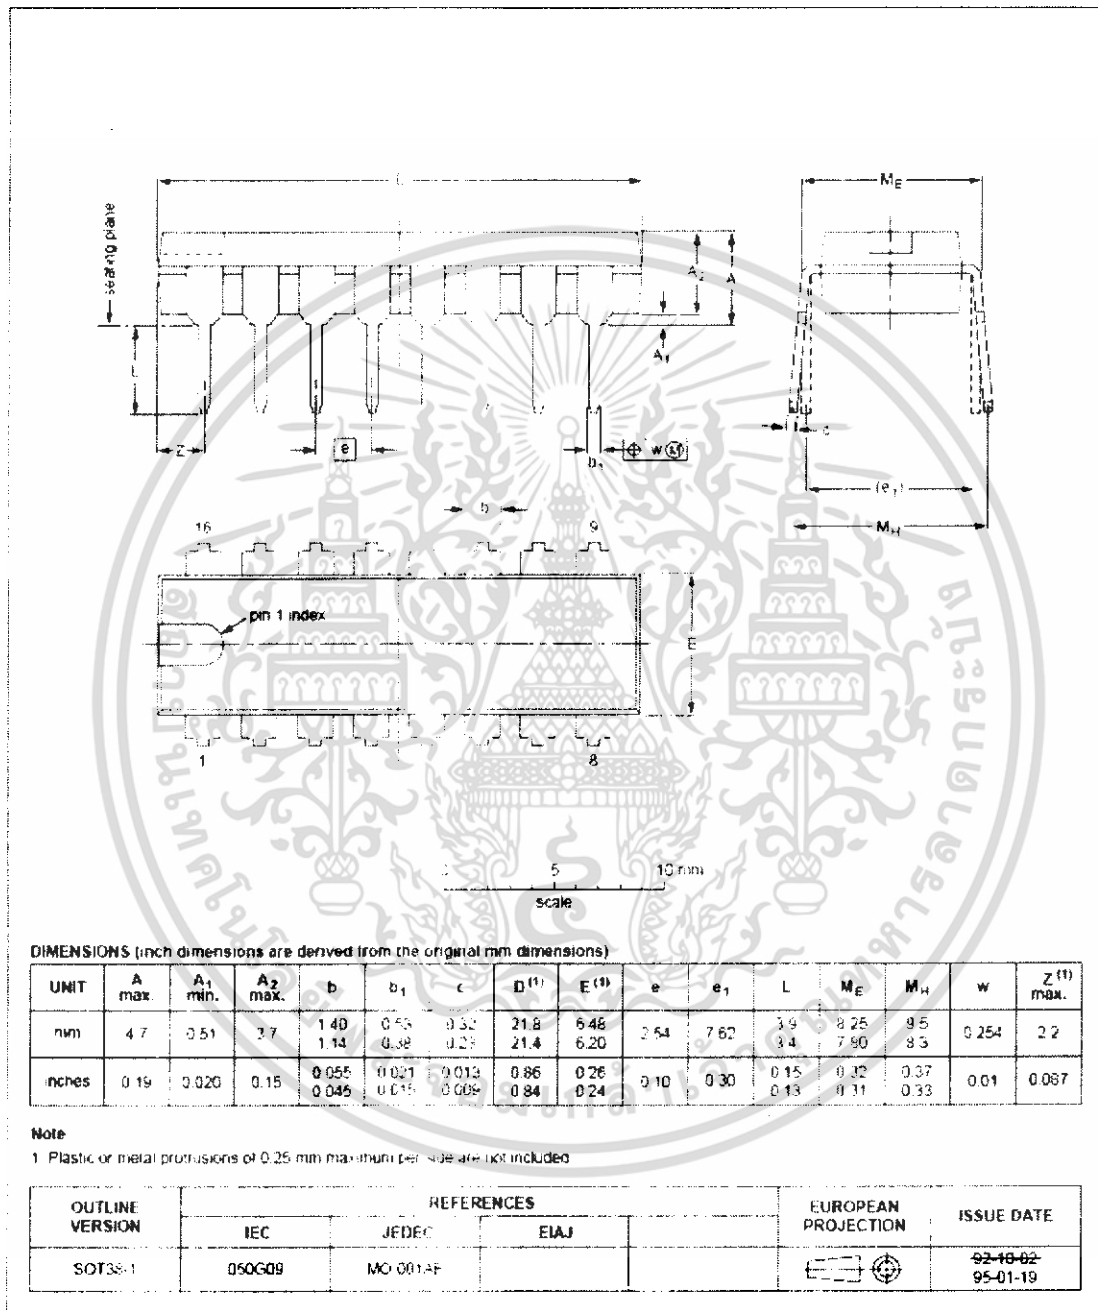 seating plane
D
M_E
A_2
A
A_1
L
Z
e
b_1
w M
c
(e_1)
M_H
b
16
9
pin 1 index
E
1
8
5
10 mm
scale
DIMENSIONS (inch dimensions are derived from the original mm dimensions)
UNIT A max. A_1 min. A_2 max. b b_1 c D(1) E(1) e e_1 L M_E M_H w Z(1) max.
mm 4.7 0.51 3.7 1.40 1.14 0.53 0.38 0.32 0.23 21.8 21.4 6.48 6.20 2.54 7.62 3.9 3.4 8.25 7.80 9.5 8.3 0.254 2.2
inches 0.19 0.020 0.15 0.055 0.045 0.021 0.015 0.013 0.009 0.86 0.84 0.26 0.24 0.10 0.30 0.15 0.13 0.32 0.31 0.37 0.33 0.01 0.087
Note
1 Plastic or metal protrusions of 0.25 mm maximum per side are not included
OUTLINE VERSION REFERENCES EUROPEAN PROJECTION ISSUE DATE
IEC JEDEC EIAJ
SOT38-1 050G09 MO-001AE 92-10-02
95-01-19